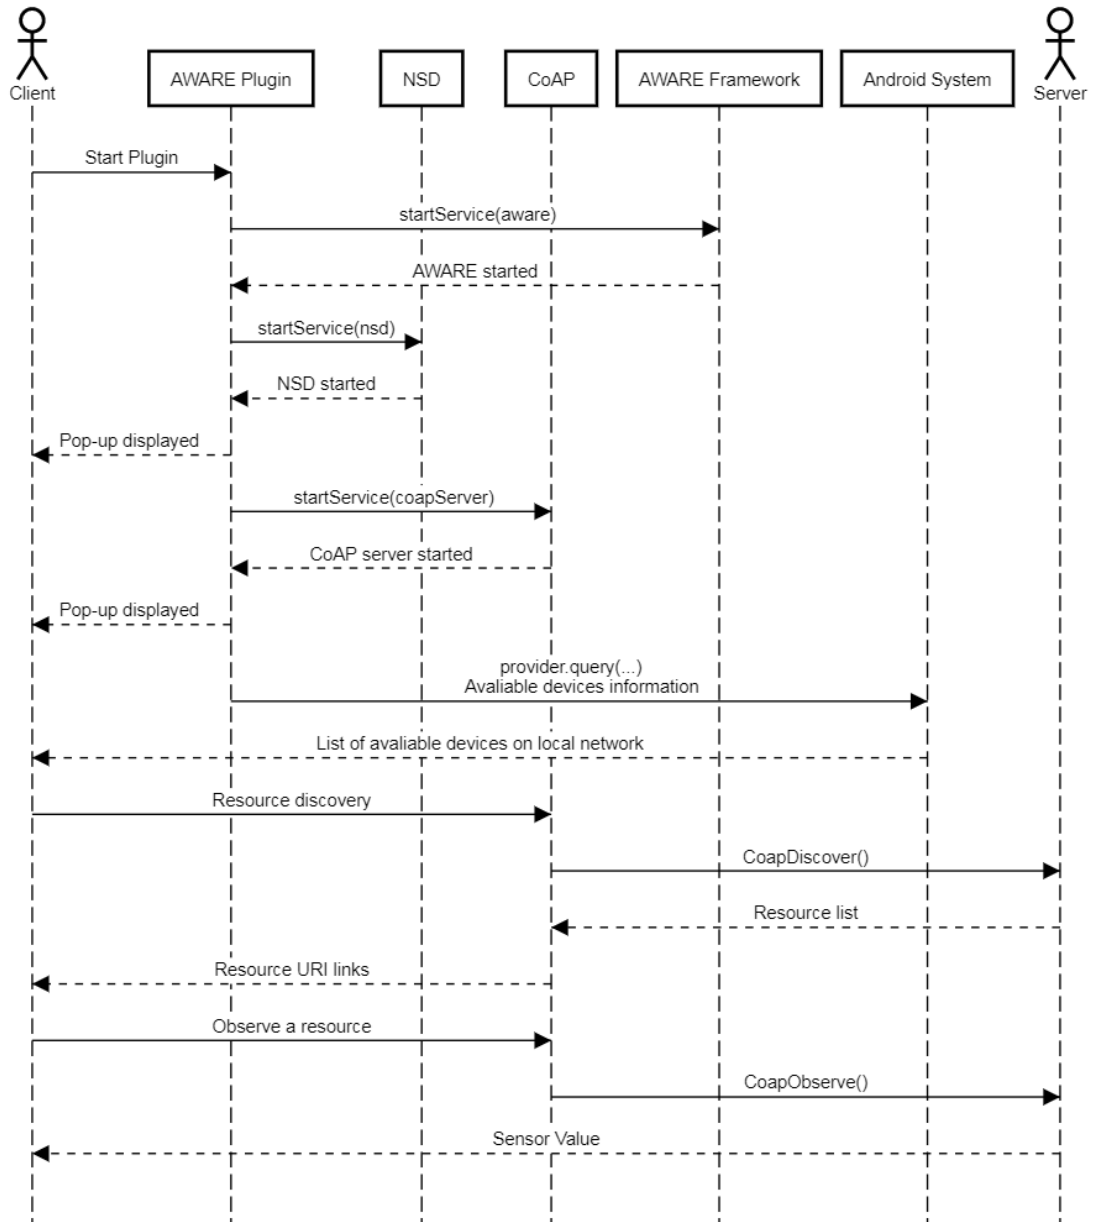 AWARE Plugin
NSD
CoAP
AWARE Framework
Android System
Client
Server
Start Plugin
startService(aware)
AWARE started
startService(nsd)
NSD started
Pop-up displayed
startService(coapServer)
CoAP server started
Pop-up displayed
provider.query(...)
Avaliable devices information
List of avaliable devices on local network
Resource discovery
CoapDiscover()
Resource list
Resource URI links
Observe a resource
CoapObserve()
Sensor Value